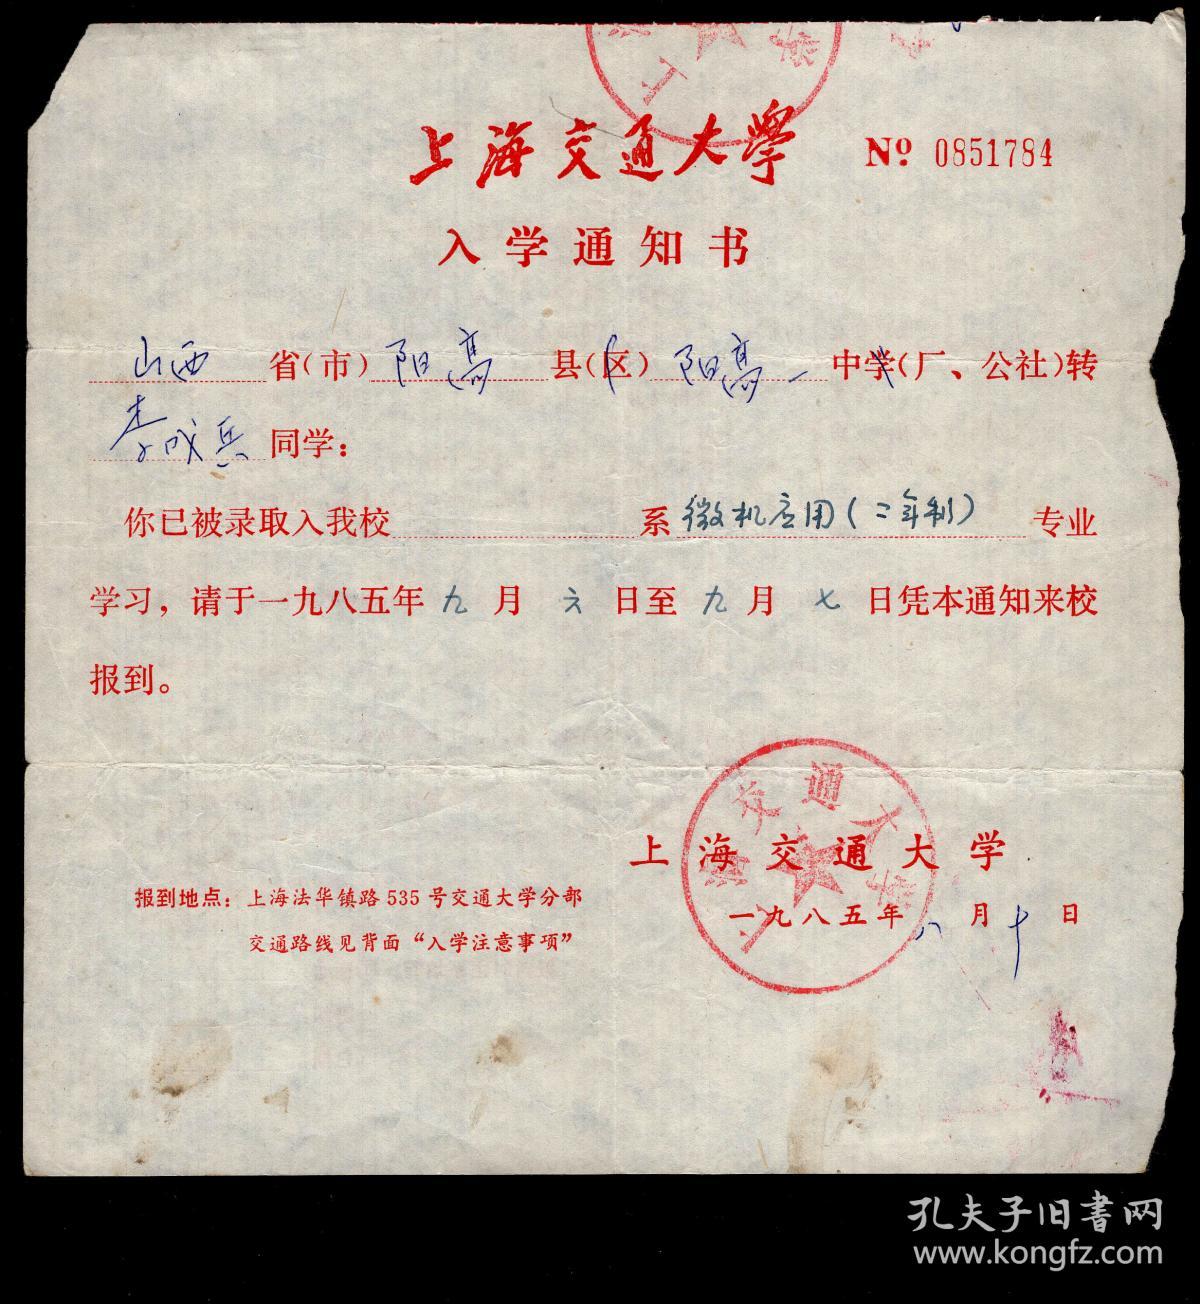 上海交通大學 № 0851784
入学通知书
山西省(市)阳高县(区)阳高一中学(厂、公社)转
李成兵同学：
你已被录取入我校系微机应用(二年制)专业
学习，请于一九八五年九月六日至九月七日凭本通知来校
报到。
上海交通大学
上海交通大学
一九八五年八月十日
报到地点：上海法华镇路535号交通大学分部
交通路线见背面“入学注意事项”
孔夫子旧書网
www.kongfz.com